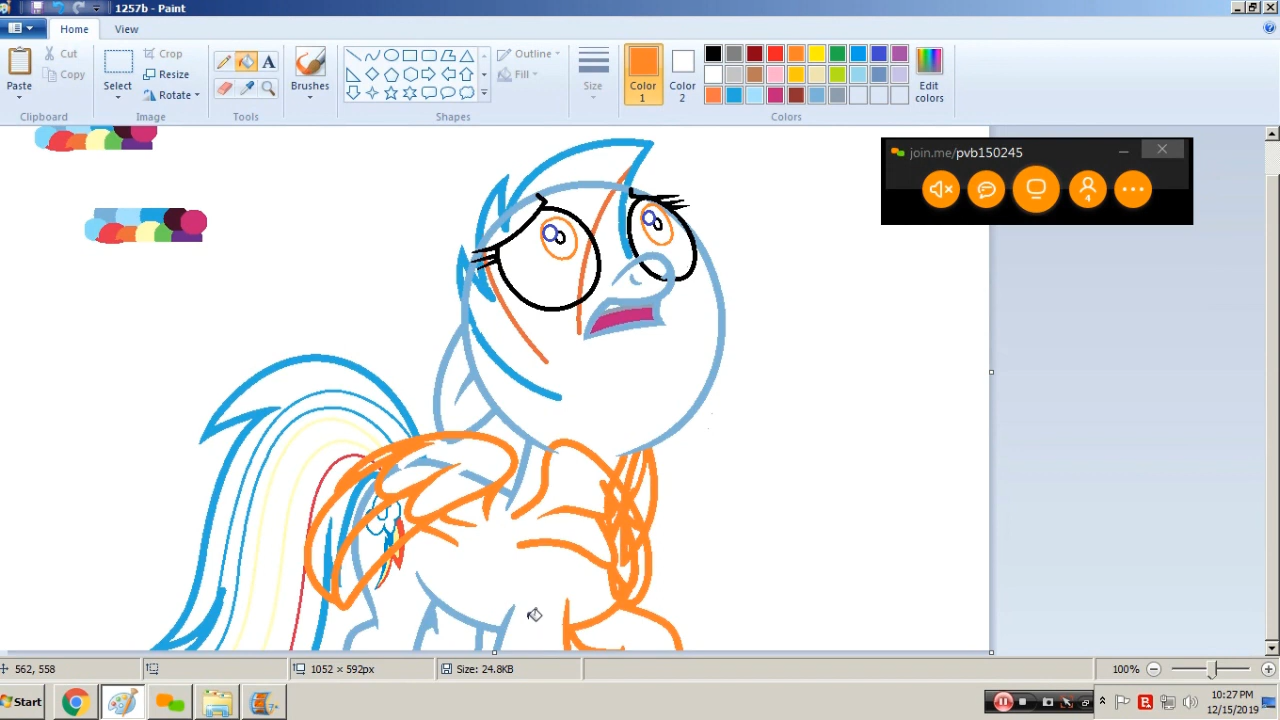 1257b - Paint
Home View
Paste
Cut
Copy
Clipboard
Select
Crop
Resize
Rotate
Image
A
Tools
Brushes
Outline
Fill
Shapes
Size
Color 1
Color 2
Edit colors
Colors
join.me/pvb150245
4
562, 558
1052 × 592px
Size: 24.8KB
100%
Start
10:27 PM
12/15/2019